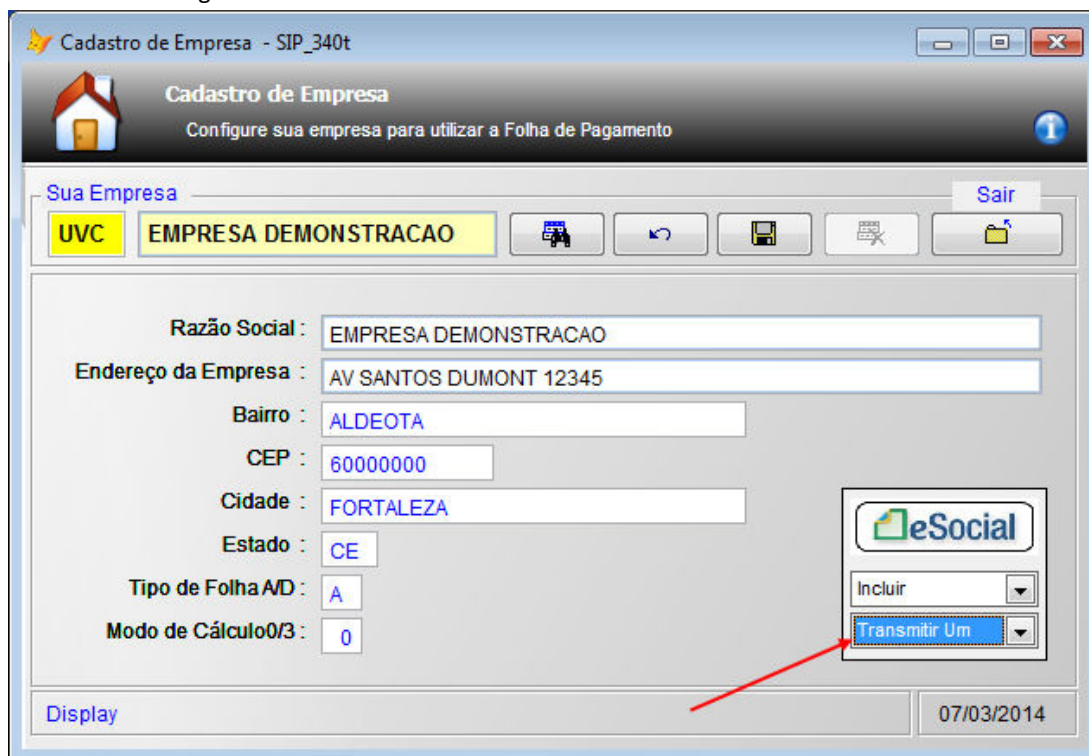 Cadastro de Empresa - SIP_340t
Cadastro de Empresa
Configure sua empresa para utilizar a Folha de Pagamento
Sua Empresa
Sair
UVC EMPRESA DEMONSTRACAO
Razão Social : EMPRESA DEMONSTRACAO
Endereço da Empresa : AV SANTOS DUMONT 12345
Bairro : ALDEOTA
CEP : 60000000
Cidade : FORTALEZA
Estado : CE
Tipo de Folha A/D : A
Modo de Cálculo0/3 : 0
eSocial
Incluir
Transmitir Um
Display
07/03/2014